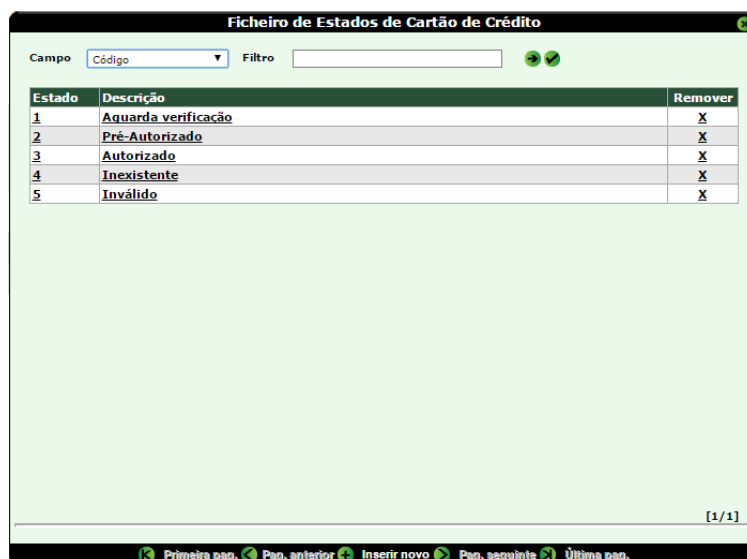 Ficheiro de Estados de Cartão de Crédito
Campo Código Filtro
Estado Descrição Remover
1 Aguarda verificação X
2 Pré-Autorizado X
3 Autorizado X
4 Inexistente X
5 Inválido X
[1/1]
Primeira pag. Pag. anterior Inserir novo Pag. seguinte Última pag.